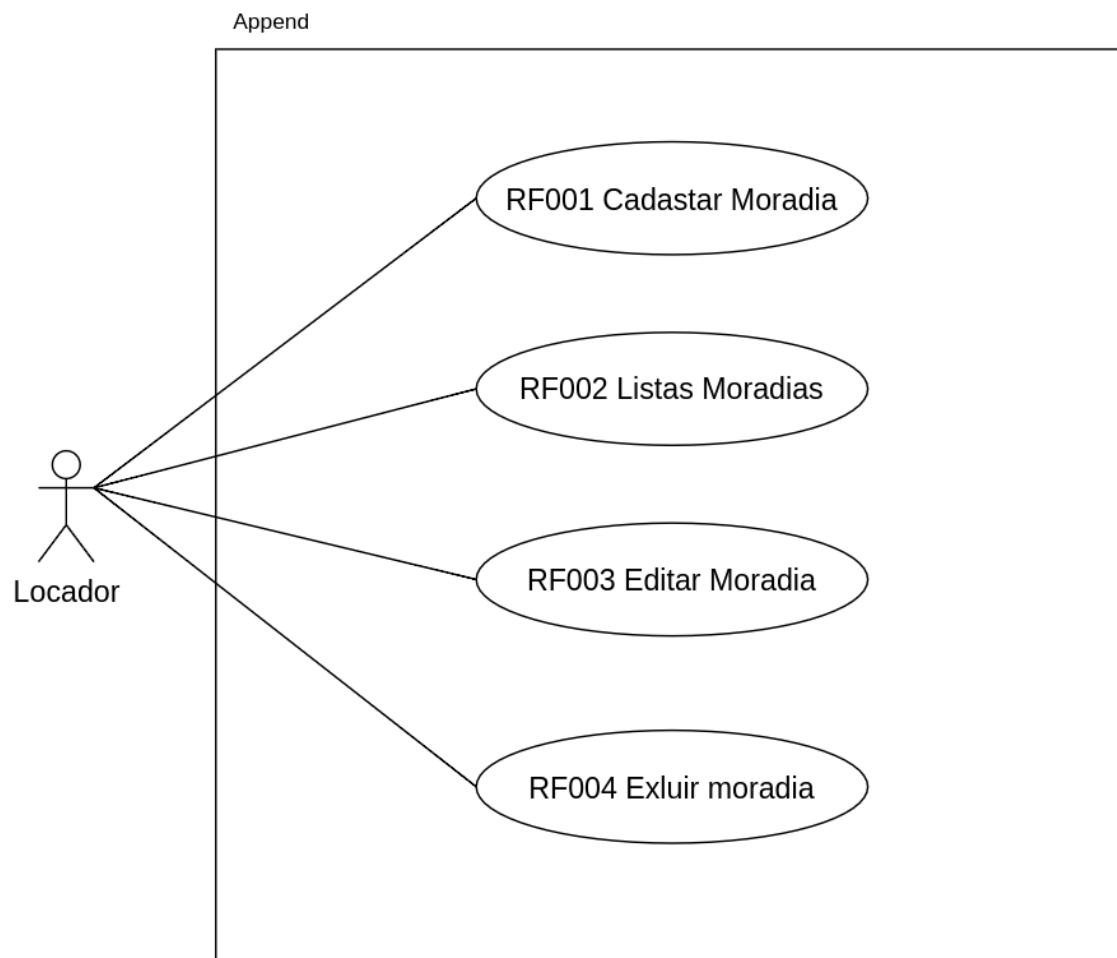 Append
RF001 Cadastar Moradia
RF002 Listas Moradias
RF003 Editar Moradia
Locador
RF004 Exluir moradia